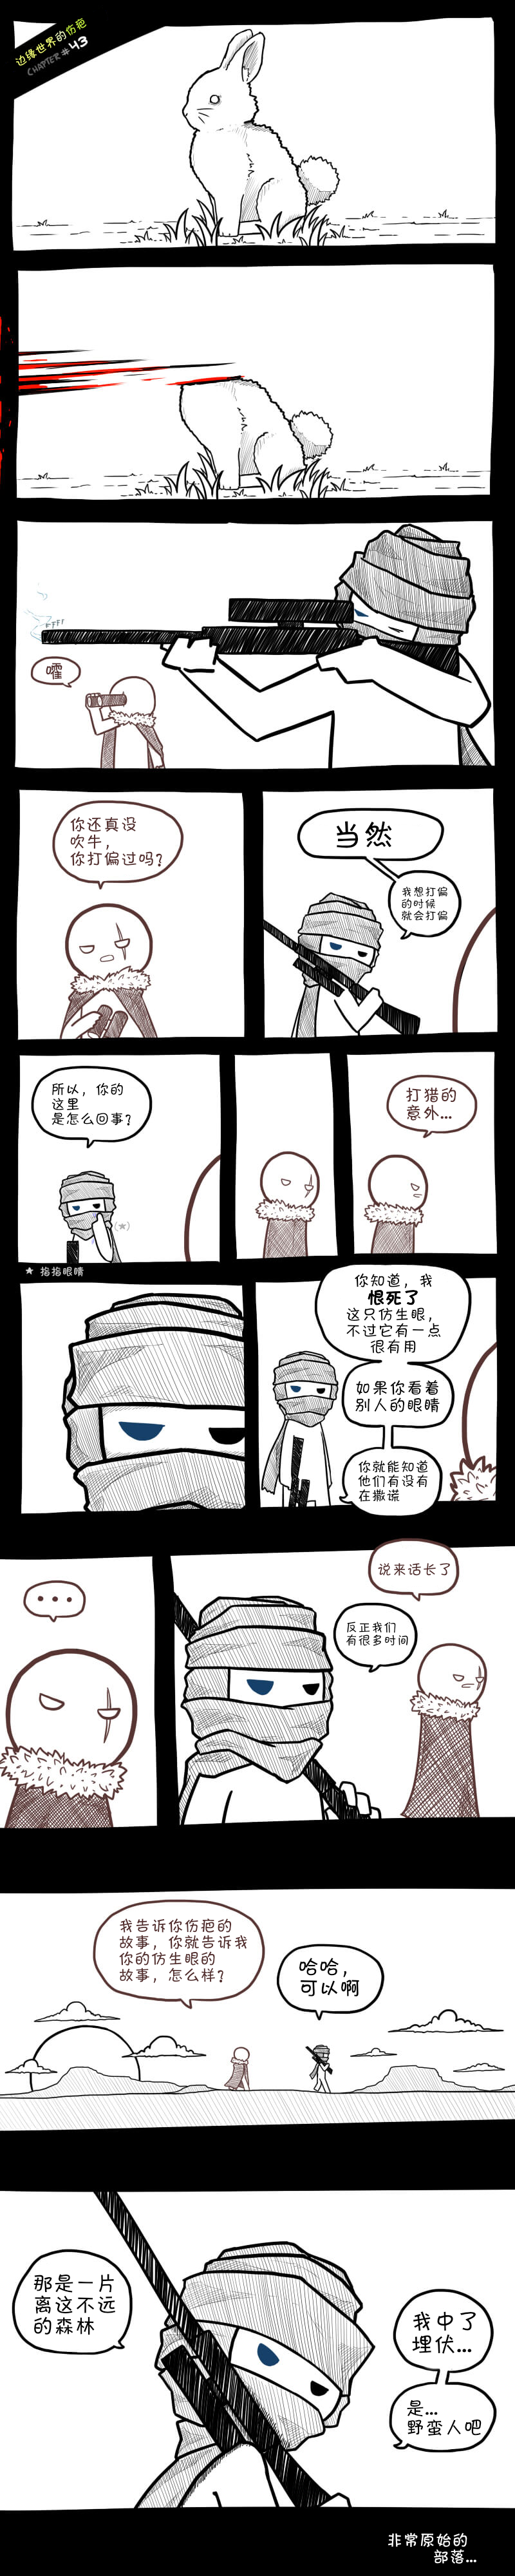 边缘世界的伤疤
CHAPTER # 43
嚯
你还真没
吹牛，
你打偏过吗？
当然
我想打偏
的时候
就会打偏
所以，你的
这里
是怎么回事？
(★)
★ 指指眼睛
打猎的
意外...
你知道，我
恨死了
这只仿生眼，
不过它有一点
很有用
如果你看着
别人的眼睛
你就能知道
他们有没有
在撒谎
...
说来话长了
反正我们
有很多时间
我告诉你伤疤的
故事，你就告诉我
你的仿生眼的
故事，怎么样？
哈哈，
可以啊
那是一片
离这不远
的森林
我中了
埋伏...
是...
野蛮人吧
非常原始的
部落...